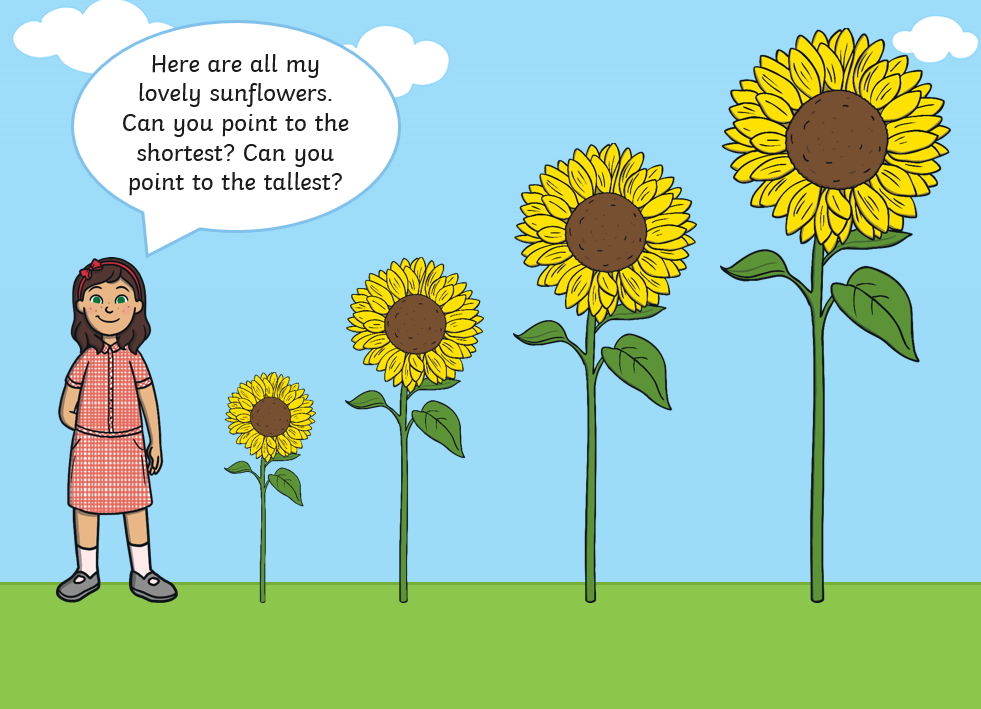 Here are all my
lovely sunflowers.
Can you point to the
shortest? Can you
point to the tallest?